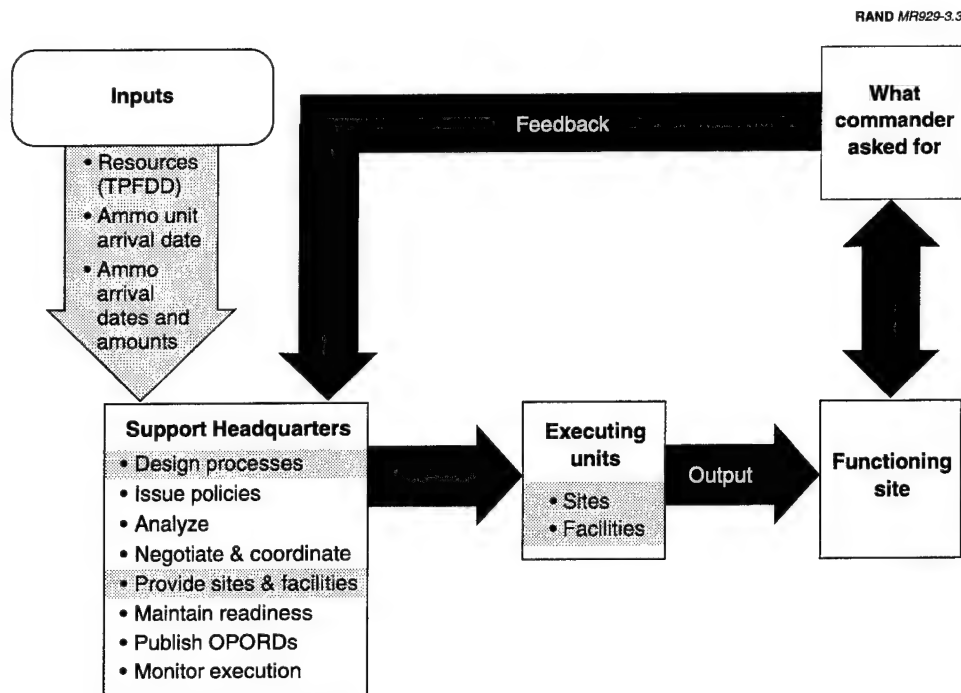 RAND MR929-3.3
Inputs
• Resources
(TPFDD)
• Ammo unit
arrival date
• Ammo
arrival
dates and
amounts
Feedback
What
commander
asked for
Support Headquarters
• Design processes
• Issue policies
• Analyze
• Negotiate & coordinate
• Provide sites & facilities
• Maintain readiness
• Publish OPORDs
• Monitor execution
Executing
units
• Sites
• Facilities
Output
Functioning
site